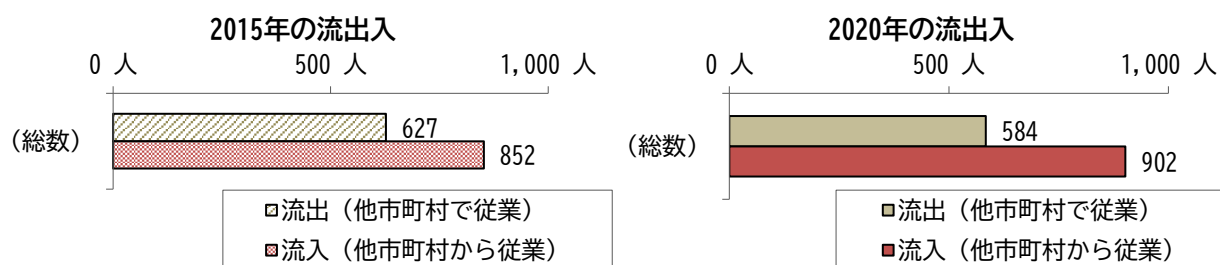 2015年の流出入
0 人 500 人 1,000 人
(総数)
627
852
流出（他市町村で従業）
流入（他市町村から従業）
2020年の流出入
0 人 500 人 1,000 人
(総数)
584
902
流出（他市町村で従業）
流入（他市町村から従業）